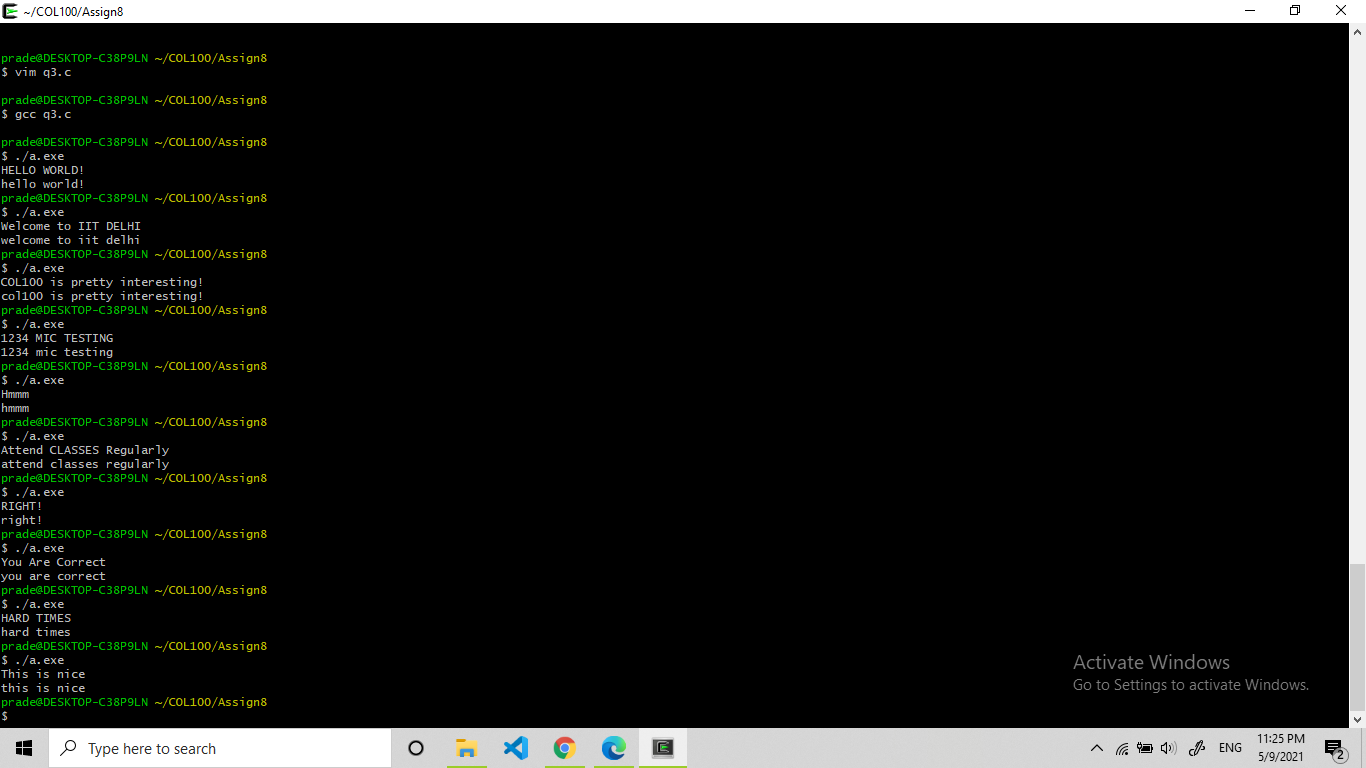 ~/COL100/Assign8
prade@DESKTOP-C38P9LN ~/COL100/Assign8
$ vim q3.c
prade@DESKTOP-C38P9LN ~/COL100/Assign8
$ gcc q3.c
prade@DESKTOP-C38P9LN ~/COL100/Assign8
$ ./a.exe
HELLO WORLD!
hello world!
prade@DESKTOP-C38P9LN ~/COL100/Assign8
$ ./a.exe
Welcome to IIT DELHI
welcome to iit delhi
prade@DESKTOP-C38P9LN ~/COL100/Assign8
$ ./a.exe
COL100 is pretty interesting!
col100 is pretty interesting!
prade@DESKTOP-C38P9LN ~/COL100/Assign8
$ ./a.exe
1234 MIC TESTING
1234 mic testing
prade@DESKTOP-C38P9LN ~/COL100/Assign8
$ ./a.exe
Hmmm
hmmm
prade@DESKTOP-C38P9LN ~/COL100/Assign8
$ ./a.exe
Attend CLASSES Regularly
attend classes regularly
prade@DESKTOP-C38P9LN ~/COL100/Assign8
$ ./a.exe
RIGHT!
right!
prade@DESKTOP-C38P9LN ~/COL100/Assign8
$ ./a.exe
You Are Correct
you are correct
prade@DESKTOP-C38P9LN ~/COL100/Assign8
$ ./a.exe
HARD TIMES
hard times
prade@DESKTOP-C38P9LN ~/COL100/Assign8
$ ./a.exe
This is nice
this is nice
prade@DESKTOP-C38P9LN ~/COL100/Assign8
$
Activate Windows
Go to Settings to activate Windows.
Type here to search
ENG
11:25 PM
5/9/2021
2